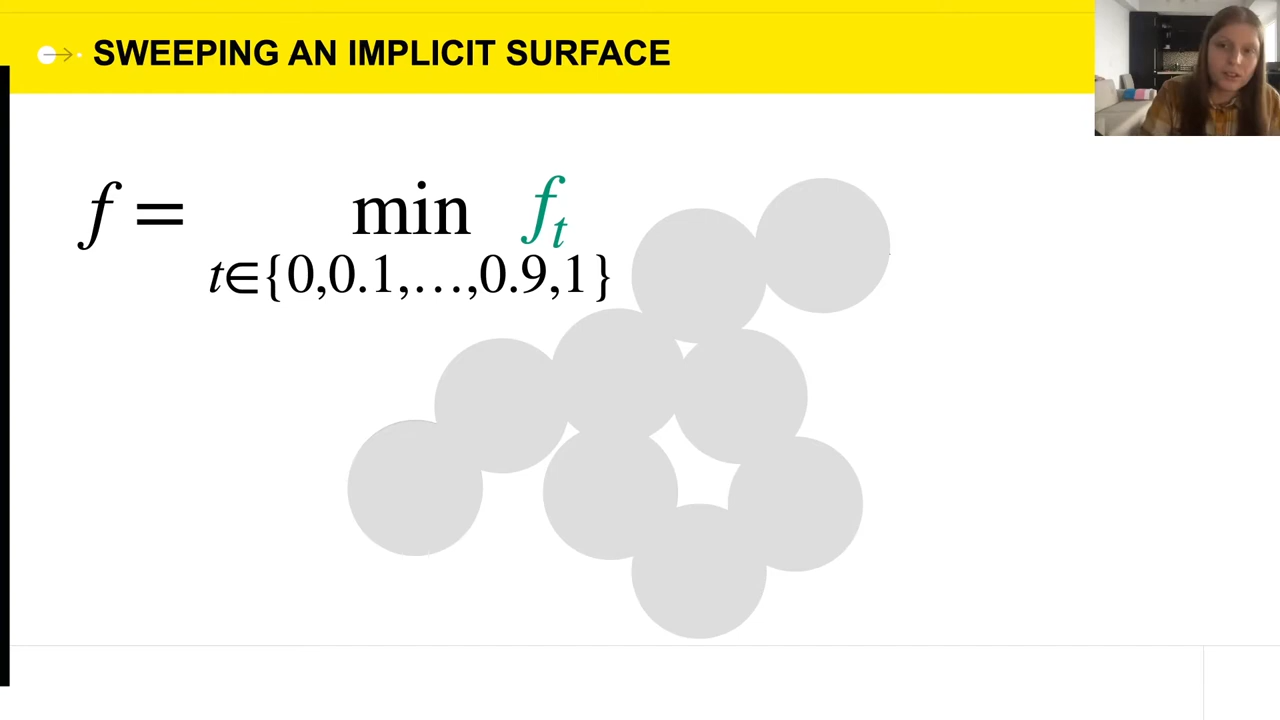 SWEEPING AN IMPLICIT SURFACE
f = min f_t
t∈{0,0.1,…,0.9,1}